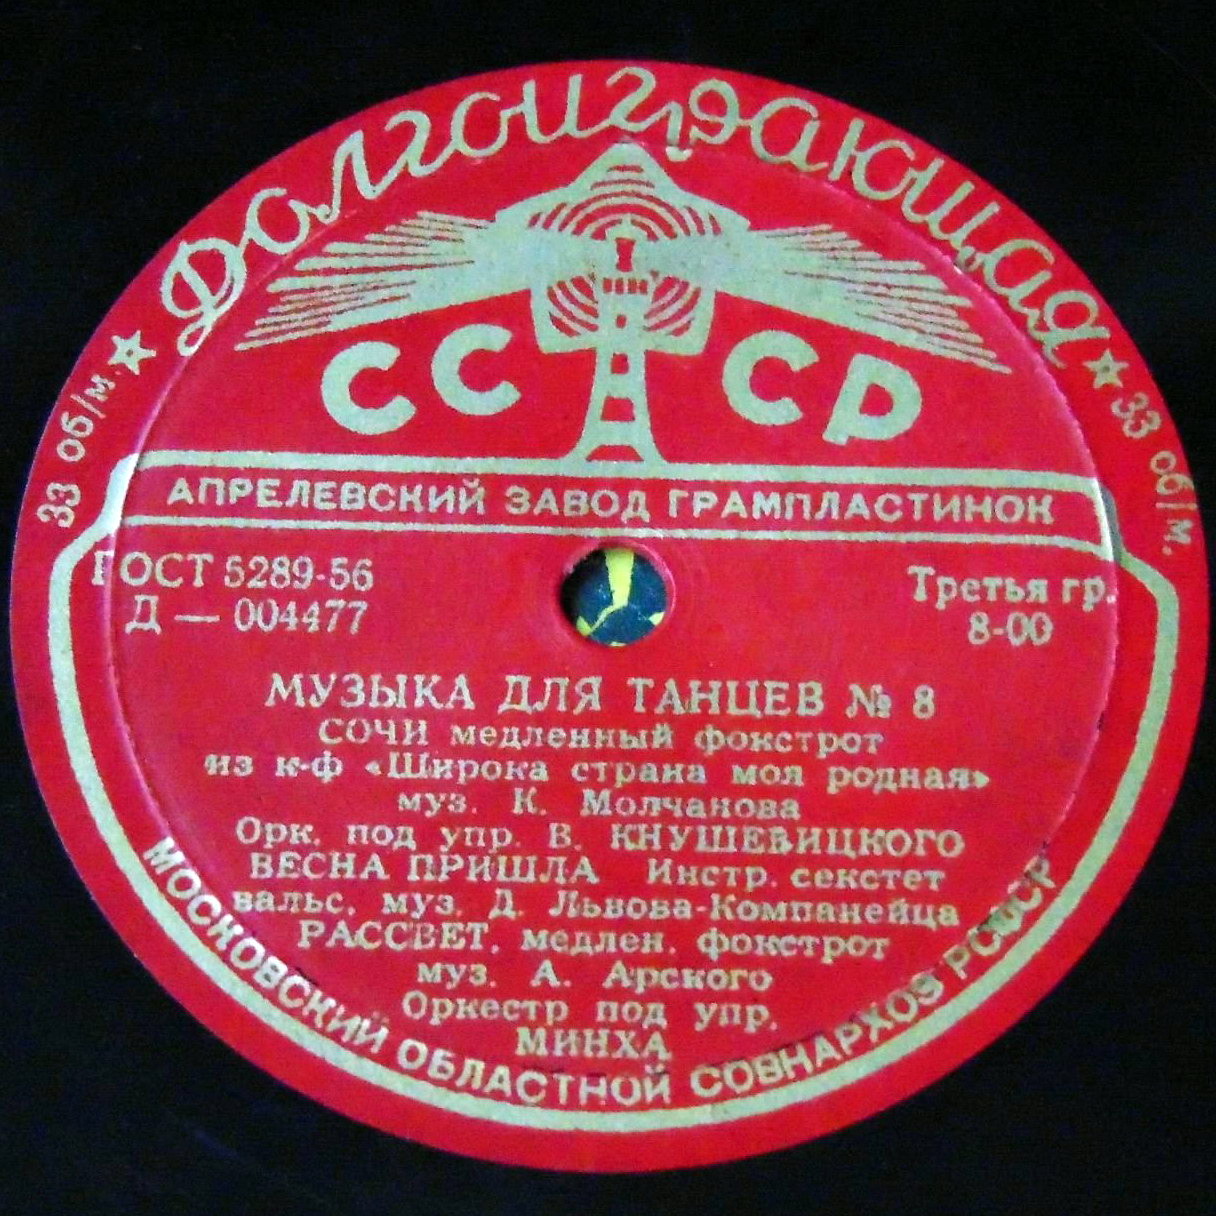 Долгоиграющая
★ 33 об/м. ★ 33 об/м.
СССР
АПРЕЛЕВСКИЙ ЗАВОД ГРАМПЛАСТИНОК
ГОСТ 5289-56
Д — 004477
Третья гр.
8-00
МУЗЫКА ДЛЯ ТАНЦЕВ № 8
СОЧИ медленный фокстрот
из к-ф «Широка страна моя родная»
муз. К. Молчанова
Орк. под упр. В. КНУШЕВИЦКОГО
ВЕСНА ПРИШЛА Инстр. секстет
вальс, муз. Д. Львова-Компанейца
РАССВЕТ, медлен. фокстрот
муз. А. Арского
Оркестр под упр.
МИНХА
МОСКОВСКИЙ ОБЛАСТНОЙ СОВНАРХОЗ РСФСР